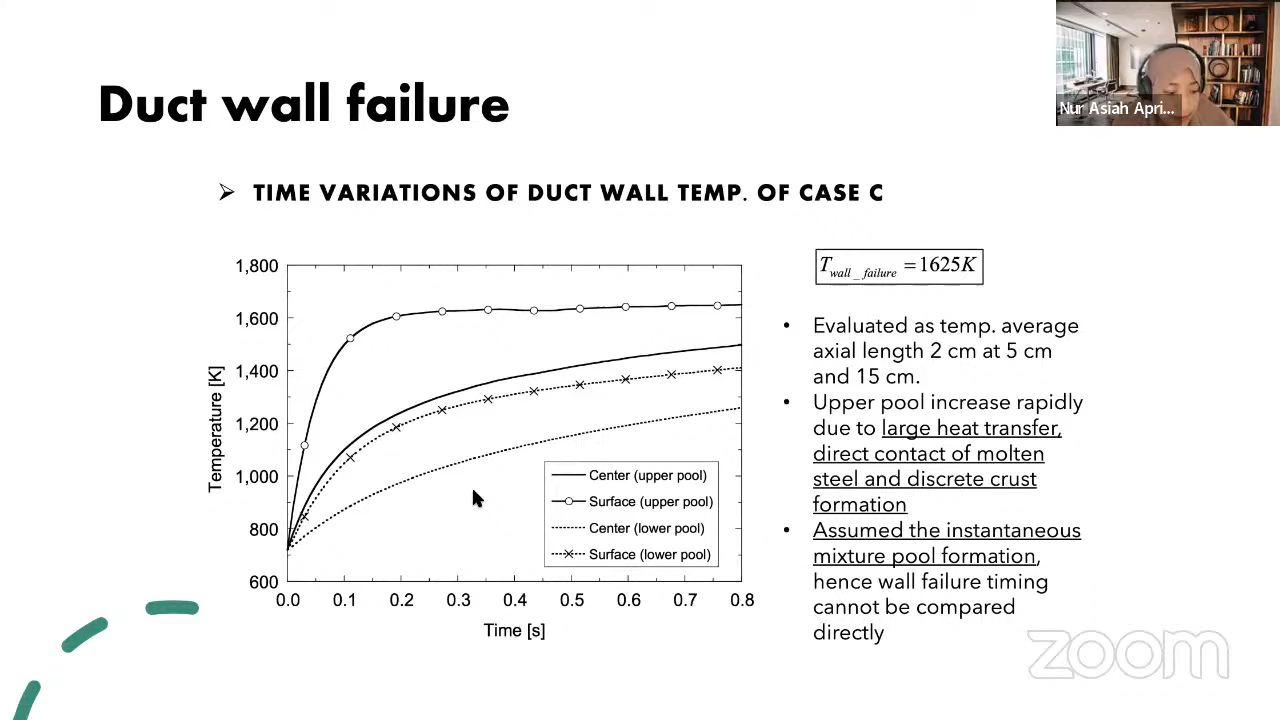 Nur Asiah Apri...
Duct wall failure
➢ TIME VARIATIONS OF DUCT WALL TEMP. OF CASE C
1,800
1,600
1,400
1,200
1,000
800
600
Temperature [K]
0.0 0.1 0.2 0.3 0.4 0.5 0.6 0.7 0.8
Time [s]
Center (upper pool)
Surface (upper pool)
Center (lower pool)
Surface (lower pool)
T wall_failure = 1625K
• Evaluated as temp. average
axial length 2 cm at 5 cm
and 15 cm.
• Upper pool increase rapidly
due to large heat transfer,
direct contact of molten
steel and discrete crust
formation
• Assumed the instantaneous
mixture pool formation,
hence wall failure timing
cannot be compared
directly
zoom